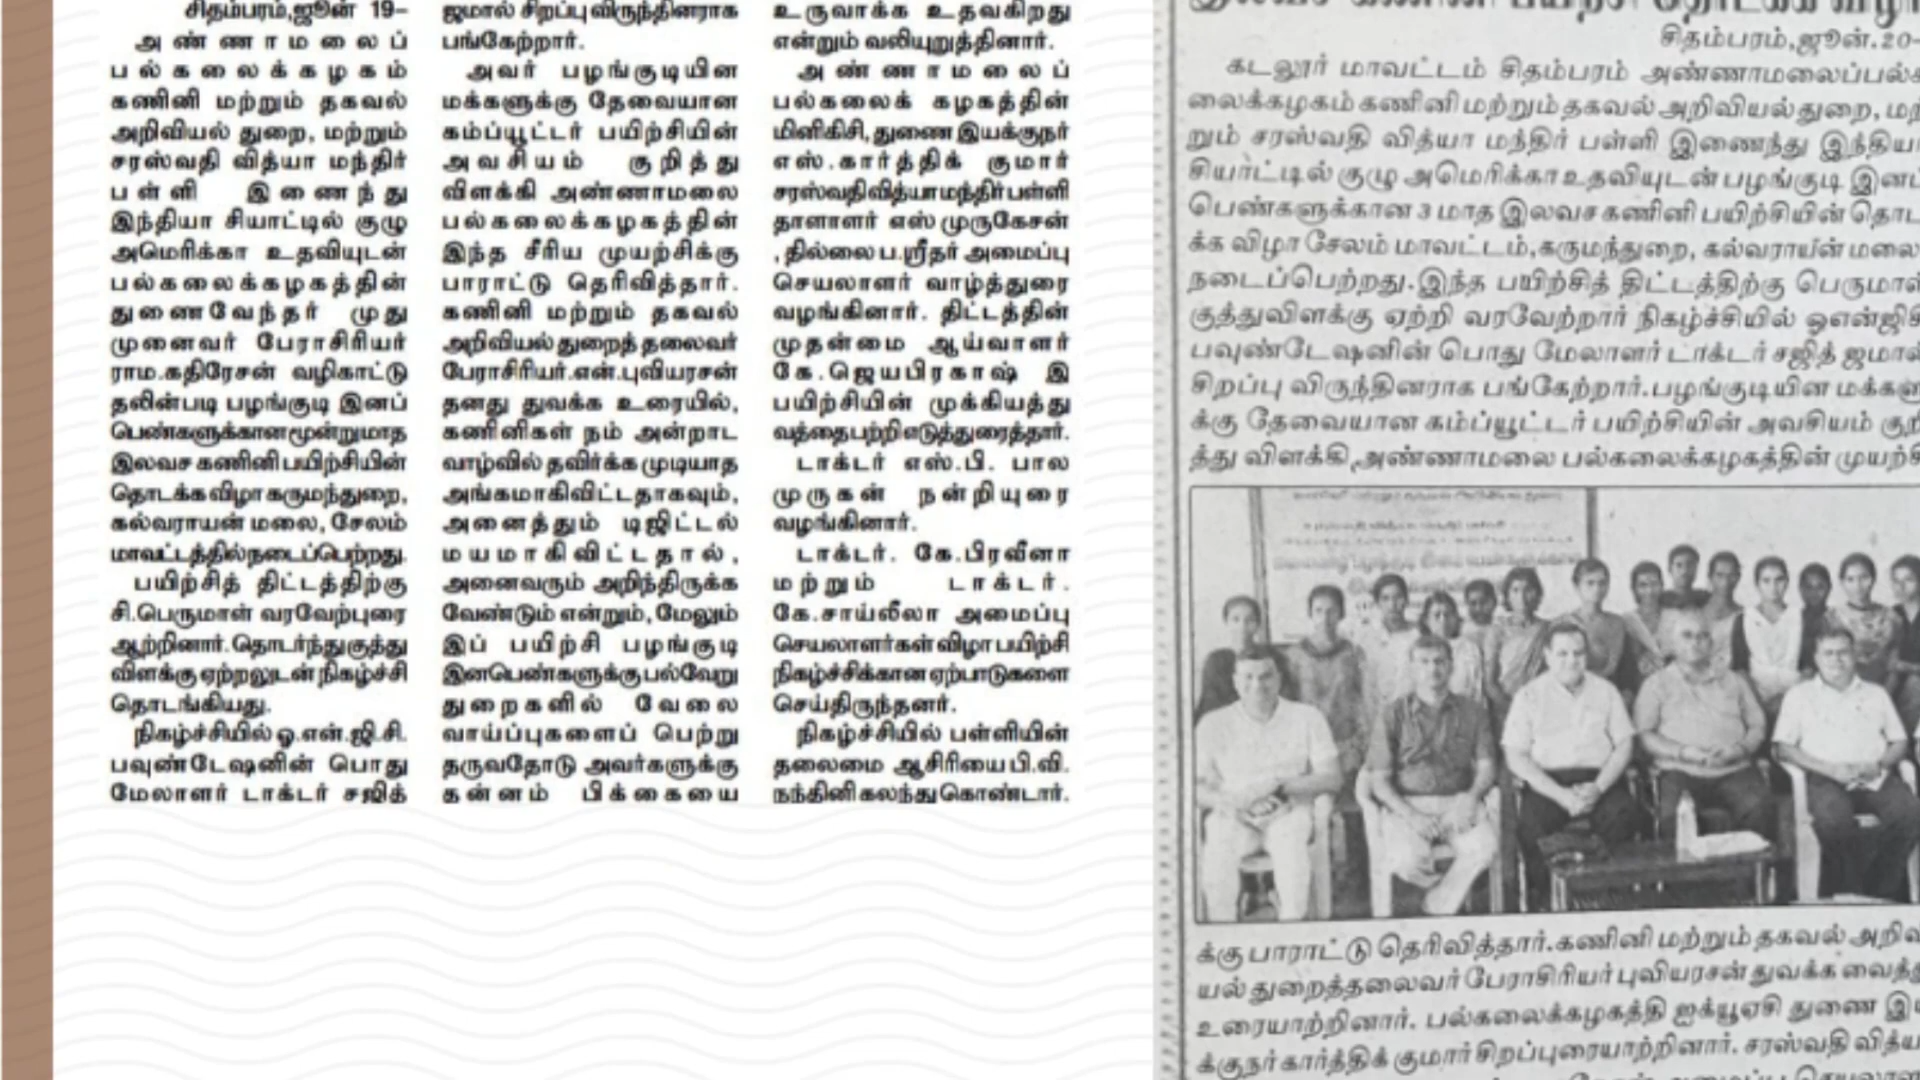 சிதம்பரம்,ஜூன் 19–
அண்ணாமலைப்
பல்கலைக்கழகம்
கணினி மற்றும் தகவல்
அறிவியல் துறை, மற்றும்
சரஸ்வதி வித்யா மந்திர்
பள்ளி இணைந்து
இந்தியா சியாட்டில் குழு
அமெரிக்கா உதவியுடன்
பல்கலைக்கழகத்தின்
துணைவேந்தர் முது
முனைவர் பேராசிரியர்
ராம.கதிரேசன் வழிகாட்டு
தலின்படி பழங்குடி இனப்
பெண்களுக்கான மூன்று மாத
இலவச கணினி பயிற்சியின்
தொடக்க விழா கருமந்துறை,
கல்வராயன் மலை, சேலம்
மாவட்டத்தில் நடைப்பெற்றது.
பயிற்சித் திட்டத்திற்கு
சி.பெருமாள் வரவேற்புரை
ஆற்றினார். தொடர்ந்து குத்து
விளக்கு ஏற்றலுடன் நிகழ்ச்சி
தொடங்கியது.
நிகழ்ச்சியில் ஓ.என்.ஜி.சி.
பவுண்டேஷனின் பொது
மேலாளர் டாக்டர் சஜித்
ஜமால் சிறப்பு விருந்தினராக
பங்கேற்றார்.
அவர் பழங்குடியின
மக்களுக்கு தேவையான
கம்ப்யூட்டர் பயிற்சியின்
அவசியம் குறித்து
விளக்கி அண்ணாமலை
பல்கலைக்கழகத்தின்
இந்த சீரிய முயற்சிக்கு
பாராட்டு தெரிவித்தார்.
கணினி மற்றும் தகவல்
அறிவியல் துறைத் தலைவர்
பேராசிரியர்.என்.புவியரசன்
தனது துவக்க உரையில்,
கணினிகள் நம் அன்றாட
வாழ்வில் தவிர்க்க முடியாத
அங்கமாகிவிட்டதாகவும்,
அனைத்தும் டிஜிட்டல்
மயமாகிவிட்டதால்,
அனைவரும் அறிந்திருக்க
வேண்டும் என்றும், மேலும்
இப் பயிற்சி பழங்குடி
இனபெண்களுக்கு பல்வேறு
துறைகளில் வேலை
வாய்ப்புகளைப் பெற்று
தருவதோடு அவர்களுக்கு
தன்னம் பிக்கையை
உருவாக்க உதவகிறது
என்றும் வலியுறுத்தினார்.
அண்ணாமலைப்
பல்கலைக் கழகத்தின்
மினிகிசி, துணை இயக்குநர்
எஸ்.கார்த்திக் குமார்
சரஸ்வதி வித்யா மந்திர் பள்ளி
தாளாளர் எஸ் முருகேசன்
, தில்லை ப.ஸ்ரீதர் அமைப்பு
செயலாளர் வாழ்த்துரை
வழங்கினார். திட்டத்தின்
முதன்மை ஆய்வாளர்
கே.ஜெயபிரகாஷ் இ
பயிற்சியின் முக்கியத்து
வத்தை பற்றி எடுத்துரைத்தார்.
டாக்டர் எஸ்.பி. பால
முருகன் நன்றியுரை
வழங்கினார்.
டாக்டர். கே.பிரவீனா
மற்றும் டாக்டர்.
கே.சாய்லீலா அமைப்பு
செயலாளர்கள் விழா பயிற்சி
நிகழ்ச்சிக்கான ஏற்பாடுகளை
செய்திருந்தனர்.
நிகழ்ச்சியில் பள்ளியின்
தலைமை ஆசிரியை பி.வி.
நந்தினி கலந்து கொண்டார்.
சிதம்பரம்,ஜூன்.20-
கடலூர் மாவட்டம் சிதம்பரம் அண்ணாமலைப்பல்க
லைக்கழகம் கணினி மற்றும் தகவல் அறிவியல் துறை, மற்
றும் சரஸ்வதி வித்யா மந்திர் பள்ளி இணைந்து இந்தியா
சியாட்டில் குழு அமெரிக்கா உதவியுடன் பழங்குடி இனப்
பெண்களுக்கான 3 மாத இலவச கணினி பயிற்சியின் தொட
க்க விழா சேலம் மாவட்டம்,கருமந்துறை, கல்வராயன் மலை
நடைப்பெற்றது.இந்த பயிற்சித் திட்டத்திற்கு பெருமாள்
குத்துவிளக்கு ஏற்றி வரவேற்றார் நிகழ்ச்சியில் ஒஎன்ஜிசி
பவுண்டேஷனின் பொது மேலாளர் டாக்டர் சஜித் ஜமால்
சிறப்பு விருந்தினராக பங்கேற்றார்.பழங்குடியின மக்களு
க்கு தேவையான கம்ப்யூட்டர் பயிற்சியின் அவசியம் குறி
த்து விளக்கி,அண்ணாமலை பல்கலைக்கழகத்தின் முயற்சி
க்கு பாராட்டு தெரிவித்தார்.கணினி மற்றும் தகவல் அறிவி
யல் துறைத்தலைவர் பேராசிரியர் புவியரசன் துவக்க வைத்து
உரையாற்றினார். பல்கலைக்கழகத்தி ஐக்யூஏசி துணை இய
க்குநர் கார்த்திக் குமார் சிறப்புரையாற்றினார். சரஸ்வதி வித்யா